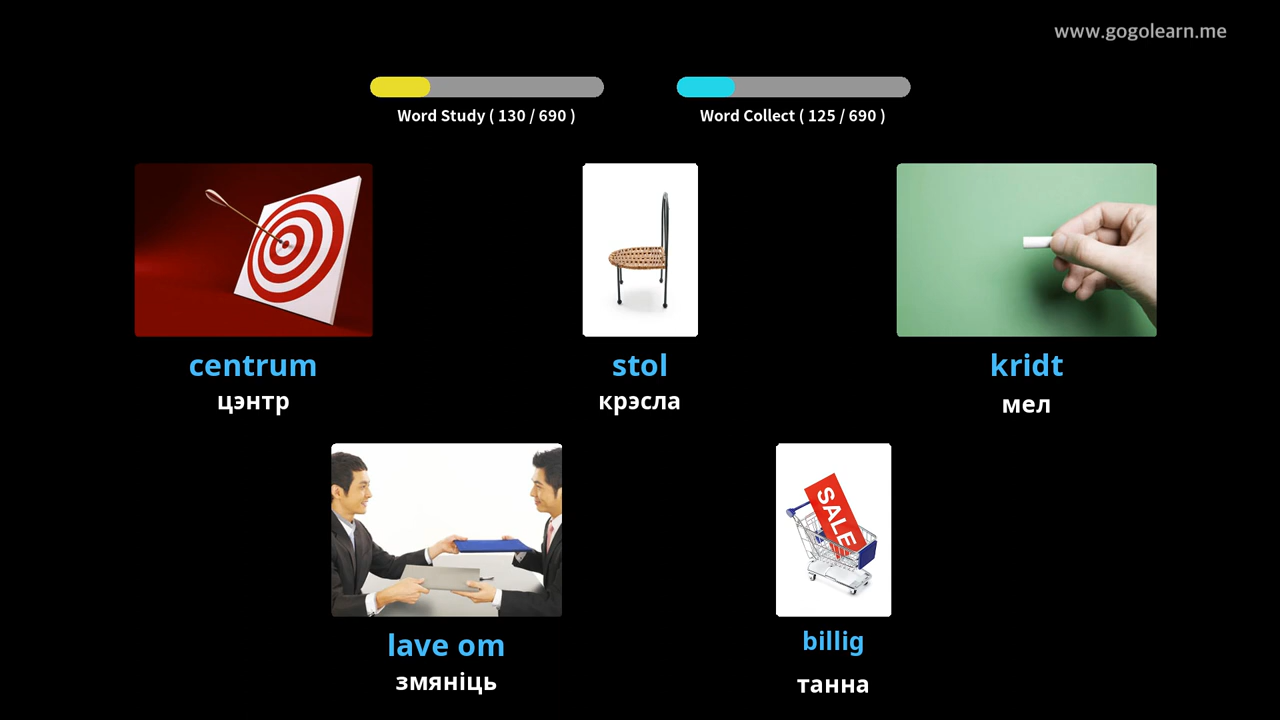 www.gogolearn.me
Word Study ( 130 / 690 )
Word Collect ( 125 / 690 )
centrum
цэнтр
stol
крэсла
kridt
мел
lave om
змяніць
SALE
billig
танна